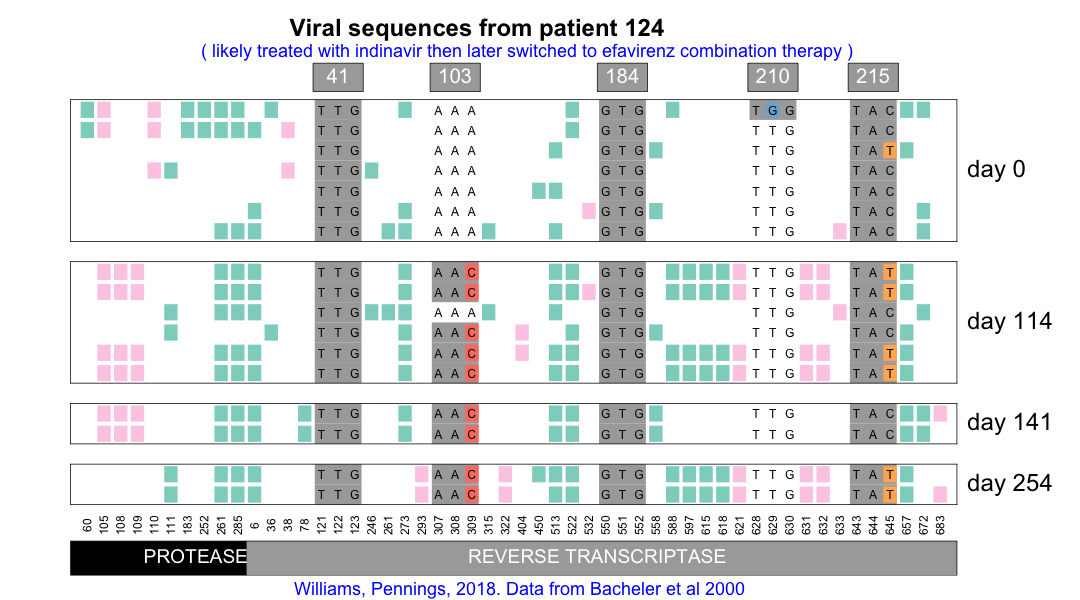 Viral sequences from patient 124
( likely treated with indinavir then later switched to efavirenz combination therapy )
41 103 184 210 215
T T G A A A G T G T G G T A C
T T G A A A G T G T T G T A C
T T G A A A G T G T T G T A T
T T G A A A G T G T T G T A C
T T G A A A G T G T T G T A C
T T G A A A G T G T T G T A C
T T G A A A G T G T T G T A C
day 0
T T G A A C G T G T T G T A T
T T G A A C G T G T T G T A T
T T G A A A G T G T T G T A C
T T G A A C G T G T T G T A C
T T G A A C G T G T T G T A T
T T G A A C G T G T T G T A T
day 114
T T G A A C G T G T T G T A C
T T G A A C G T G T T G T A C
day 141
T T G A A C G T G T T G T A T
T T G A A C G T G T T G T A T
day 254
60 105 108 109 110 111 183 252 261 285 6 36 38 78 121 122 123 246 261 273 293 307 308 309 315 322 404 450 513 522 532 550 551 552 558 588 597 615 618 621 628 629 630 631 632 633 643 644 645 657 672 683
PROTEASE REVERSE TRANSCRIPTASE
Williams, Pennings, 2018. Data from Bacheler et al 2000